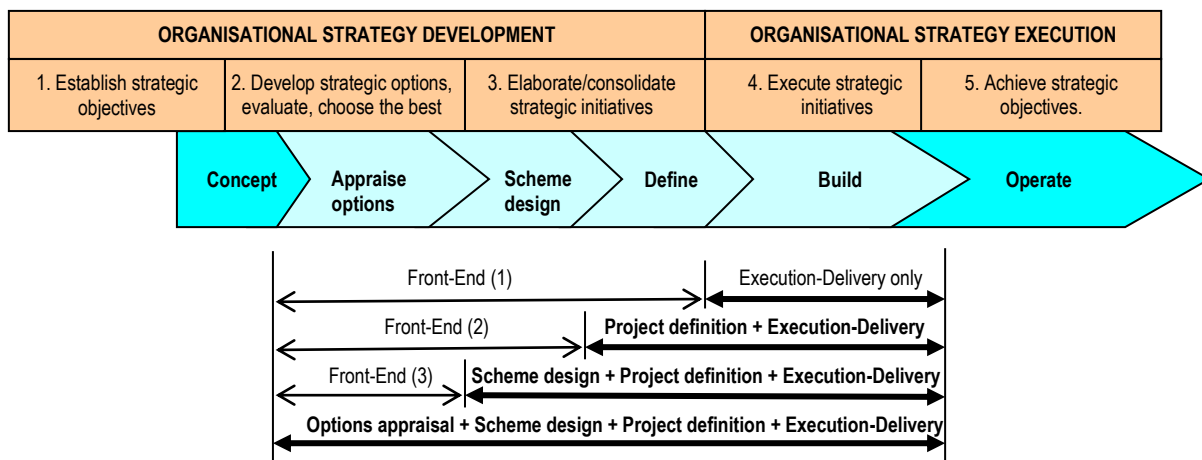 ORGANISATIONAL STRATEGY DEVELOPMENT
ORGANISATIONAL STRATEGY EXECUTION
1. Establish strategic
objectives
2. Develop strategic options,
evaluate, choose the best
3. Elaborate/consolidate
strategic initiatives
4. Execute strategic
initiatives
5. Achieve strategic
objectives.
Concept
Appraise
options
Scheme
design
Define
Build
Operate
Front-End (1)
Execution-Delivery only
Front-End (2)
Project definition + Execution-Delivery
Front-End (3)
Scheme design + Project definition + Execution-Delivery
Options appraisal + Scheme design + Project definition + Execution-Delivery